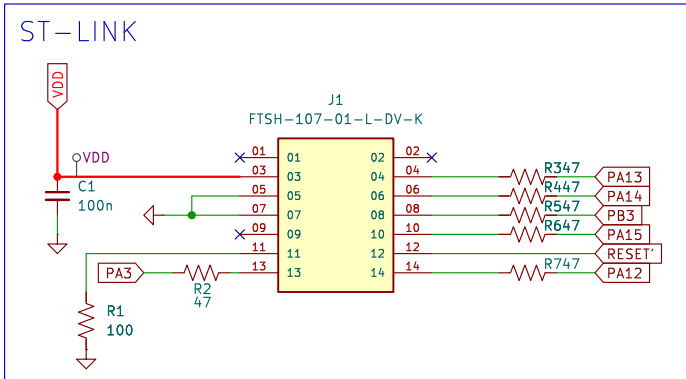 ST-LINK
VDD
J1
FTSH-107-01-L-DV-K
VDD
C1
100n
01 01 02 02
03 03 04 04 R347 PA13
05 05 06 06 R447 PA14
07 07 08 08 R547 PB3
09 09 10 10 R647 PA15
11 11 12 12 RESET'
PA3 13 13 14 14 R747 PA12
R2
47
R1
100